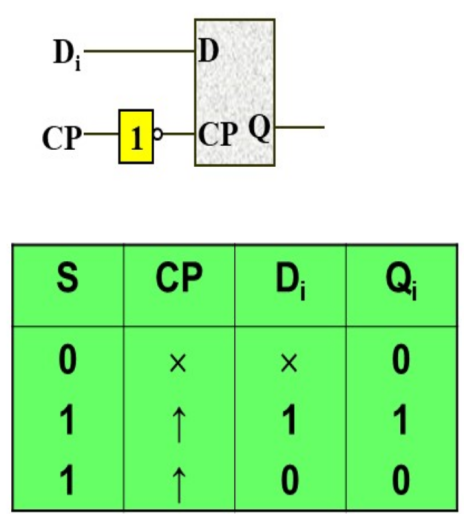 Dᵢ D
CP 1 CP Q
S CP Dᵢ Qᵢ
0 × × 0
1 ↑ 1 1
1 ↑ 0 0